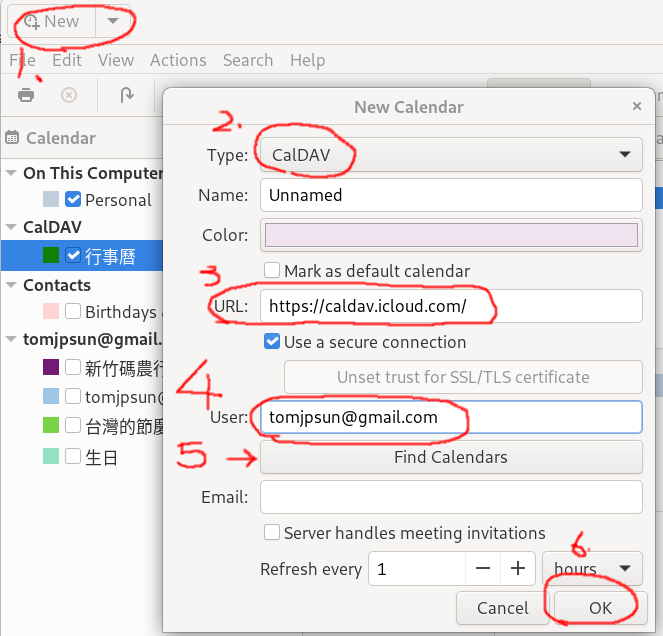 New
1.
File Edit View Actions Search Help
New Calendar
2.
Calendar
Type: CalDAV
On This Computer
Name: Unnamed
Personal
CalDAV
Color:
行事曆
3
Mark as default calendar
Contacts
URL: https://caldav.icloud.com/
Birthdays
Use a secure connection
tomjpsun@gmail.
新竹碼農行
Unset trust for SSL/TLS certificate
4
tomjpsun@
User: tomjpsun@gmail.com
台灣的節慶
5 → Find Calendars
生日
Email:
Server handles meeting invitations
6.
Refresh every 1 hours
Cancel OK